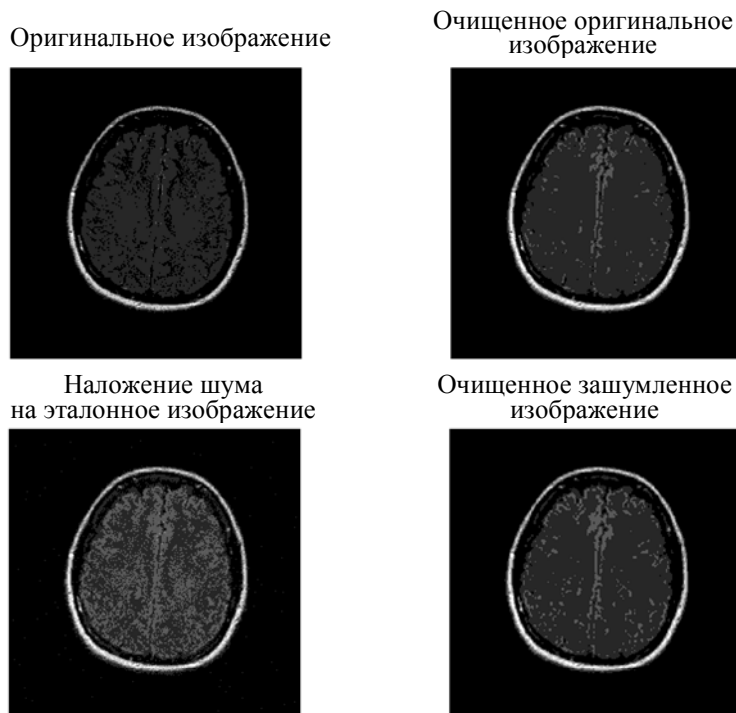 Оригинальное изображение
Очищенное оригинальное
изображение
Наложение шума
на эталонное изображение
Очищенное зашумленное
изображение